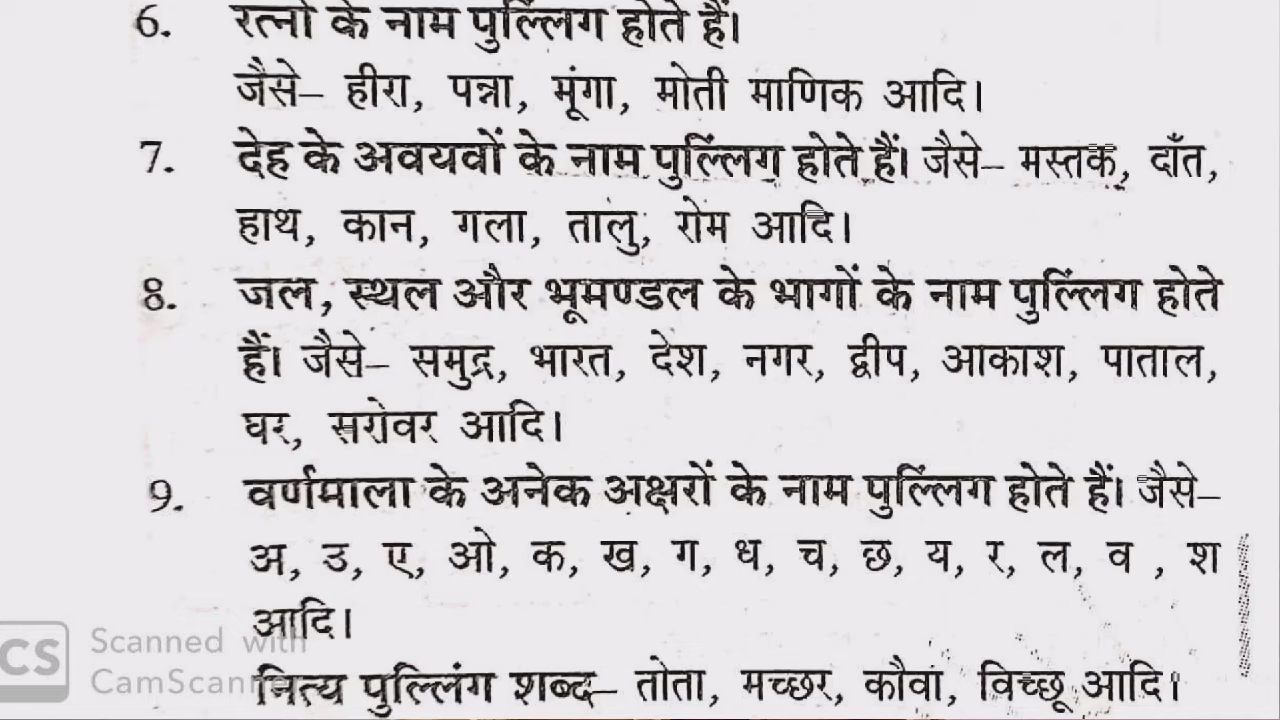 6. रत्नों के नाम पुल्लिंग होते हैं।
जैसे– हीरा, पन्ना, मूंगा, मोती माणिक आदि।
7. देह के अवयवों के नाम पुल्लिंग होते हैं। जैसे– मस्तक, दाँत,
हाथ, कान, गला, तालु, रोम आदि।
8. जल, स्थल और भूमण्डल के भागों के नाम पुल्लिंग होते
हैं। जैसे– समुद्र, भारत, देश, नगर, द्वीप, आकाश, पाताल,
घर, सरोवर आदि।
9. वर्णमाला के अनेक अक्षरों के नाम पुल्लिंग होते हैं। जैसे–
अ, उ, ए, ओ, क, ख, ग, ध, च, छ, य, र, ल, व , श
आदि।
CS Scanned with
CamScanner
नित्य पुल्लिंग शब्द– तोता, मच्छर, कौवा, विच्छू आदि।